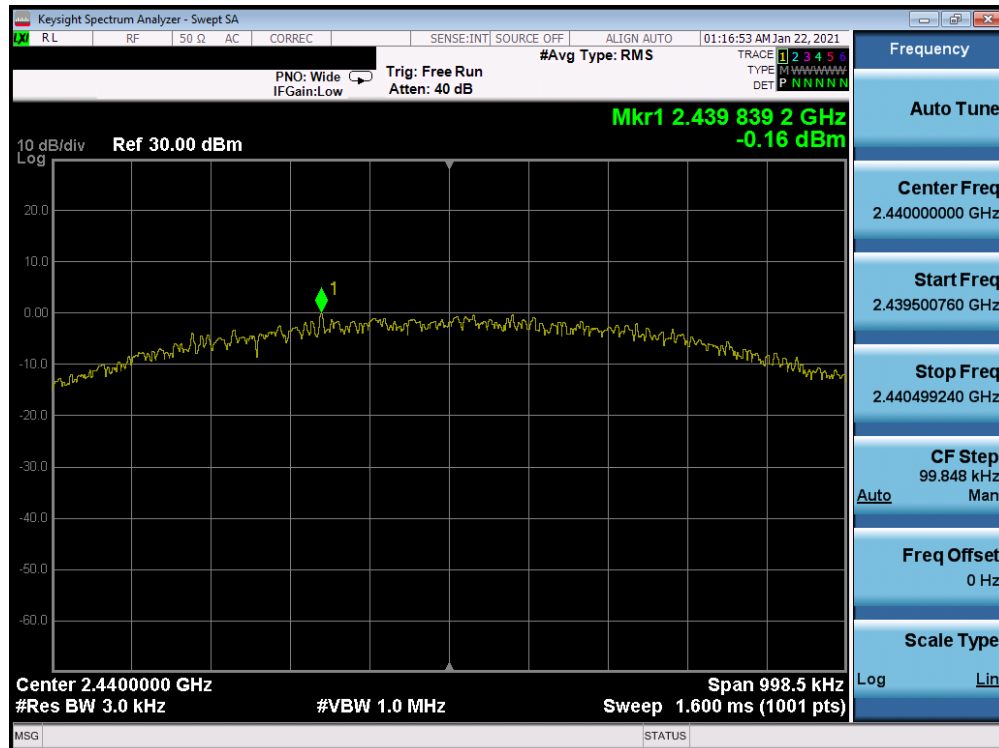 Keysight Spectrum Analyzer - Swept SA
LXI RL RF 50 Ω AC CORREC SENSE:INT SOURCE OFF ALIGN AUTO 01:16:53 AM Jan 22, 2021
#Avg Type: RMS TRACE 1 2 3 4 5 6
PNO: Wide Trig: Free Run TYPE M W W W W W
IFGain:Low Atten: 40 dB DET P N N N N N
Mkr1 2.439 839 2 GHz
-0.16 dBm
10 dB/div Ref 30.00 dBm
Log
20.0
10.0
1
0.00
-10.0
-20.0
-30.0
-40.0
-50.0
-60.0
Center 2.4400000 GHz Span 998.5 kHz
#Res BW 3.0 kHz #VBW 1.0 MHz Sweep 1.600 ms (1001 pts)
MSG STATUS
Frequency
Auto Tune
Center Freq
2.440000000 GHz
Start Freq
2.439500760 GHz
Stop Freq
2.440499240 GHz
CF Step
99.848 kHz
Auto Man
Freq Offset
0 Hz
Scale Type
Log Lin